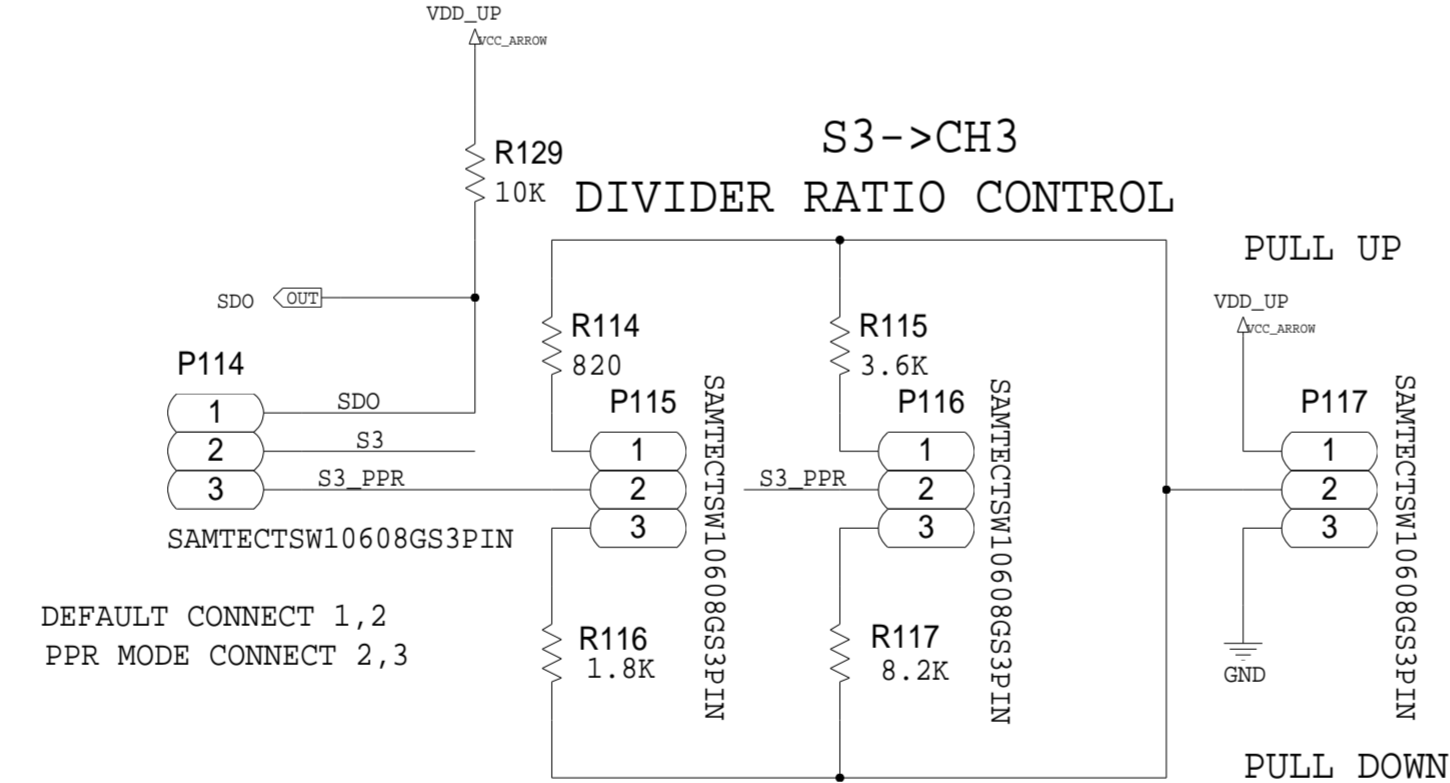 VDD_UP
VCC_ARROW
R129
10K
S3->CH3
DIVIDER RATIO CONTROL
SDO
OUT
PULL UP
VDD_UP
VCC_ARROW
P114
1
2
3
SDO
S3
S3_PPR
SAMTECTSW10608GS3PIN
DEFAULT CONNECT 1,2
PPR MODE CONNECT 2,3
R114
820
P115
1
2
3
SAMTECTSW10608GS3PIN
R116
1.8K
R115
3.6K
P116
S3_PPR
1
2
3
SAMTECTSW10608GS3PIN
R117
8.2K
P117
1
2
3
SAMTECTSW10608GS3PIN
GND
PULL DOWN